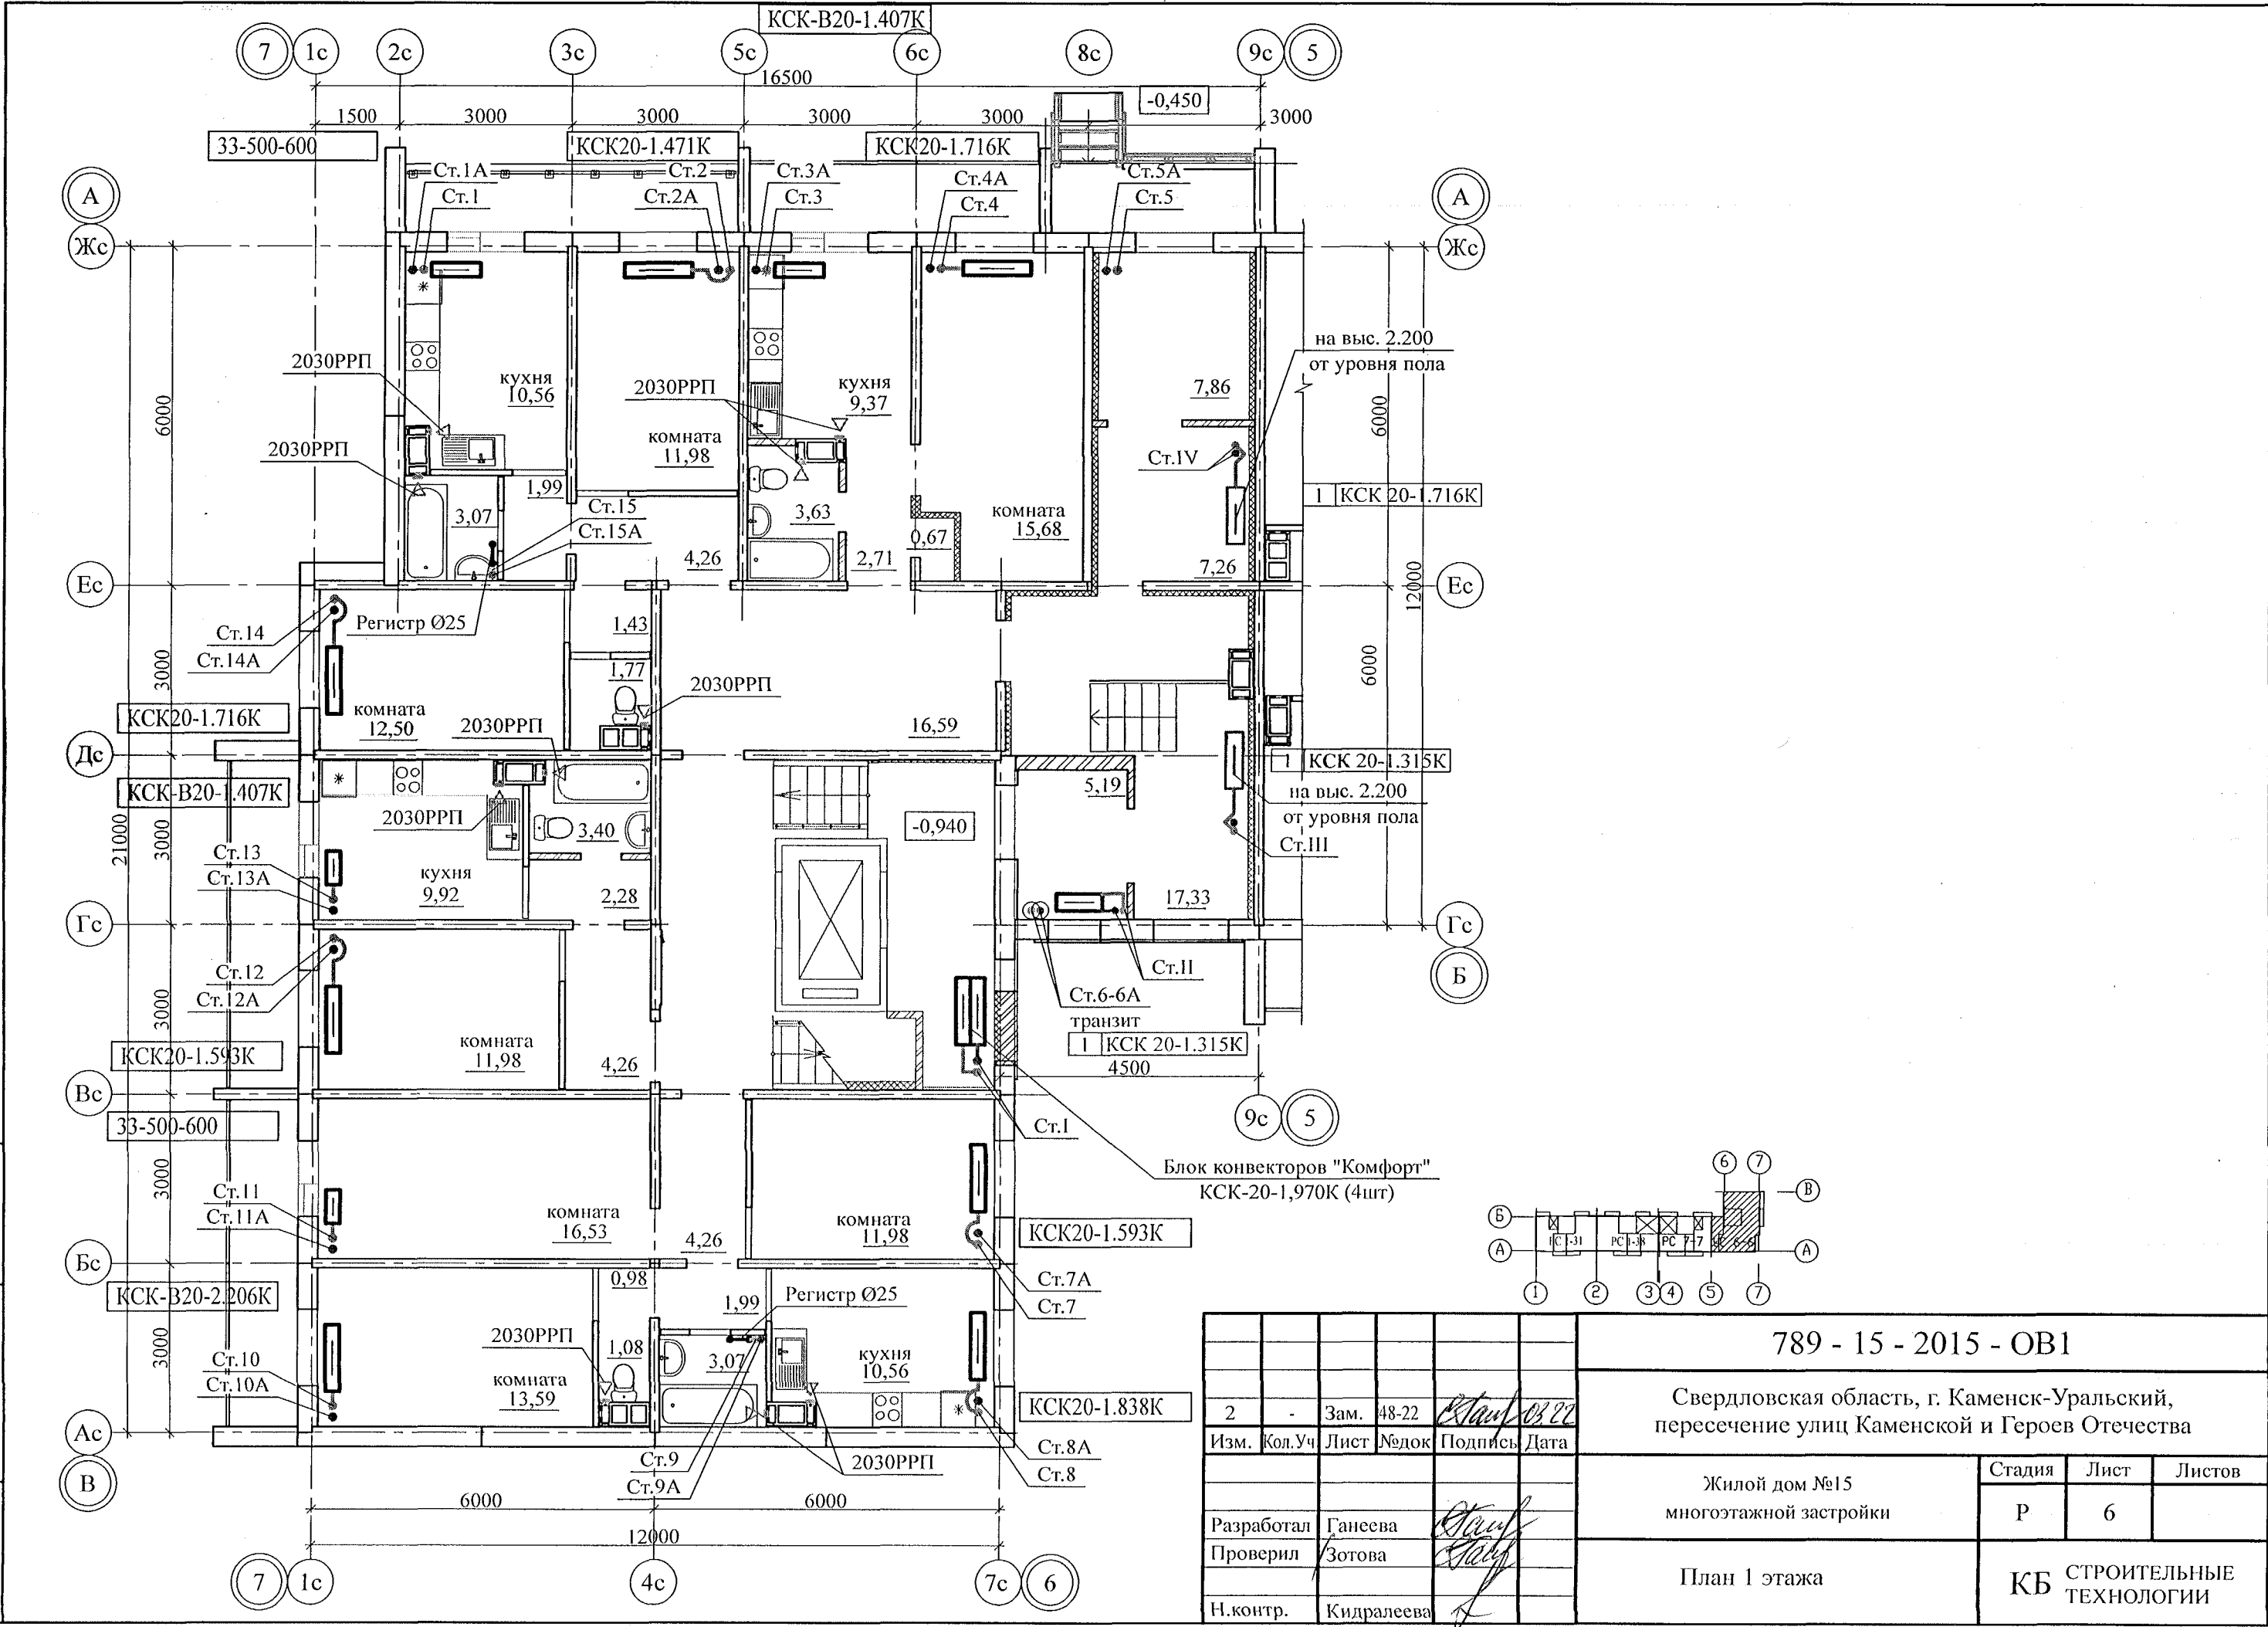 КСК-В20-1.407К
7 1с 2с 3с 5с 6с 8с 9с 5
16500
-0,450
1500 3000 3000 3000 3000 3000
33-500-600 КСК20-1.471К КСК20-1.716К
Ст.1А Ст.2 Ст.3А Ст.4А Ст.5А
Ст.1 Ст.2А Ст.3 Ст.4 Ст.5
А А
Жс Жс
на выс. 2.200
от уровня пола
2030РРП
кухня
10,56
2030РРП
кухня
9,37
7,86
6000 6000
комната
11,98
2030РРП
Ст.IV
1,99
1 КСК 20-1.716К
3,07
Ст.15
Ст.15А
3,63
0,67
комната
15,68
4,26 2,71 7,26
Ес Ес
12000
Ст.14
Ст.14А
Регистр Ø25
1,43
1,77
2030РРП
3000 6000
КСК20-1.716К
комната
12,50
2030РРП
16,59
Дс
1 КСК 20-1.315К
КСК-В20-1.407К
2030РРП
3,40
-0,940
5,19
на выс. 2.200
от уровня пола
21000
3000
Ст.13
Ст.13А
кухня
9,92
2,28
Ст.III
17,33
Гс Гс
Б
Ст.12
Ст.12А
Ст.II
Ст.6-6А
транзит
3000
КСК20-1.593К
комната
11,98
4,26
1 КСК 20-1.315К
4500
Вс
33-500-600
9с 5
Ст.I
Блок конвекторов "Комфорт"
КСК-20-1,970К (4шт)
3000
Ст.11
Ст.11А
комната
16,53
комната
11,98
КСК20-1.593К
4,26
Бс
КСК-В20-2.206К
0,98
1,99
Регистр Ø25
Ст.7А
Ст.7
3000
2030РРП
1,08
3,07
кухня
10,56
Ст.10
Ст.10А
комната
13,59
КСК20-1.838К
Ас
В
Ст.9
Ст.9А
2030РРП
Ст.8А
Ст.8
6000 6000
12000
7 1с 4с 7с 6
6 7
В
Б
А А
РС 7-7
1 2 3 4 5 7
789 - 15 - 2015 - ОВ1
Свердловская область, г. Каменск-Уральский,
пересечение улиц Каменской и Героев Отечества
2 - Зам. 48-22 03.22
Изм. Кол.Уч Лист №док Подпись Дата
Жилой дом №15
многоэтажной застройки
Стадия Лист Листов
Р 6
Разработал Ганеева
Проверил Зотова
Н.контр. Кидралеева
План 1 этажа
КБ СТРОИТЕЛЬНЫЕ
ТЕХНОЛОГИИ